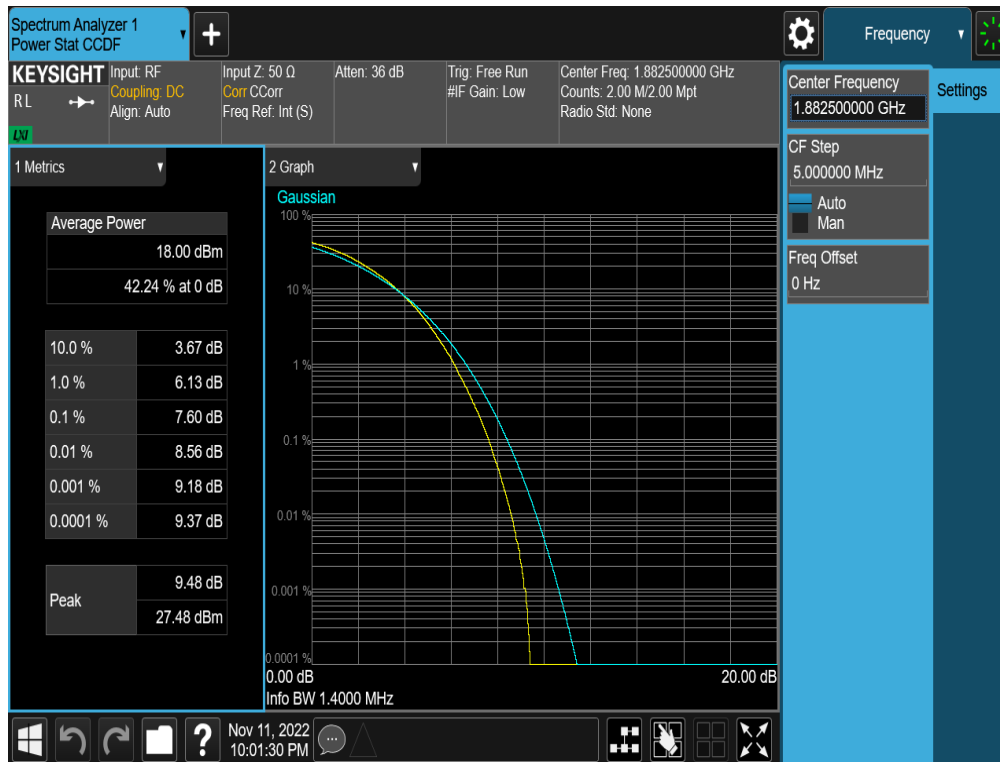 Spectrum Analyzer 1
Power Stat CCDF
+
Frequency
KEYSIGHT
RL
LXI
Input: RF
Coupling: DC
Align: Auto
Input Z: 50 Ω
Corr CCorr
Freq Ref: Int (S)
Atten: 36 dB
Trig: Free Run
#IF Gain: Low
Center Freq: 1.882500000 GHz
Counts: 2.00 M/2.00 Mpt
Radio Std: None
Center Frequency
1.882500000 GHz
Settings
CF Step
5.000000 MHz
Auto
Man
Freq Offset
0 Hz
1 Metrics
Average Power
18.00 dBm
42.24 % at 0 dB
10.0 % 3.67 dB
1.0 % 6.13 dB
0.1 % 7.60 dB
0.01 % 8.56 dB
0.001 % 9.18 dB
0.0001 % 9.37 dB
Peak
9.48 dB
27.48 dBm
2 Graph
Gaussian
100 %
10 %
1 %
0.1 %
0.01 %
0.001 %
0.0001 %
0.00 dB 20.00 dB
Info BW 1.4000 MHz
?
Nov 11, 2022
10:01:30 PM